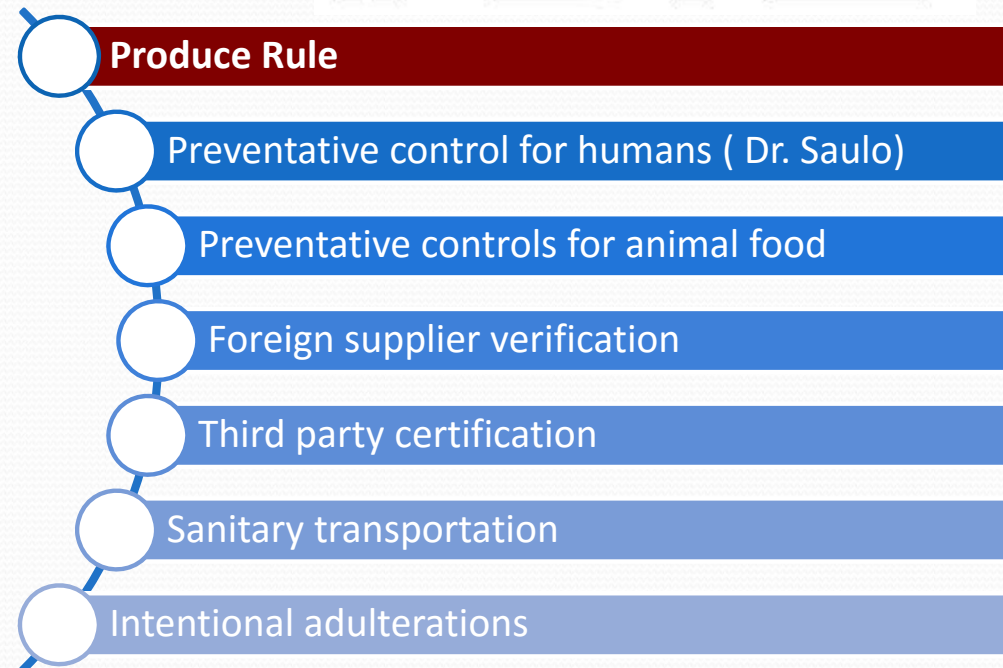 Produce Rule
Preventative control for humans ( Dr. Saulo)
Preventative controls for animal food
Foreign supplier verification
Third party certification
Sanitary transportation
Intentional adulterations